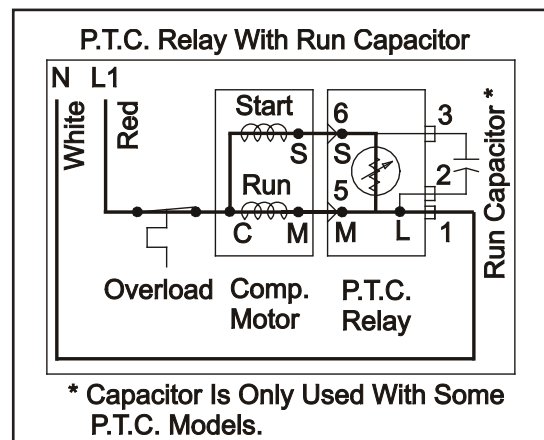 P.T.C. Relay With Run Capacitor
N L1
White
Red
Start
Run
S
C
M
6
S
5
M
L
3
2
1
Run Capacitor *
Overload
Comp.
Motor
P.T.C.
Relay
* Capacitor Is Only Used With Some
P.T.C. Models.